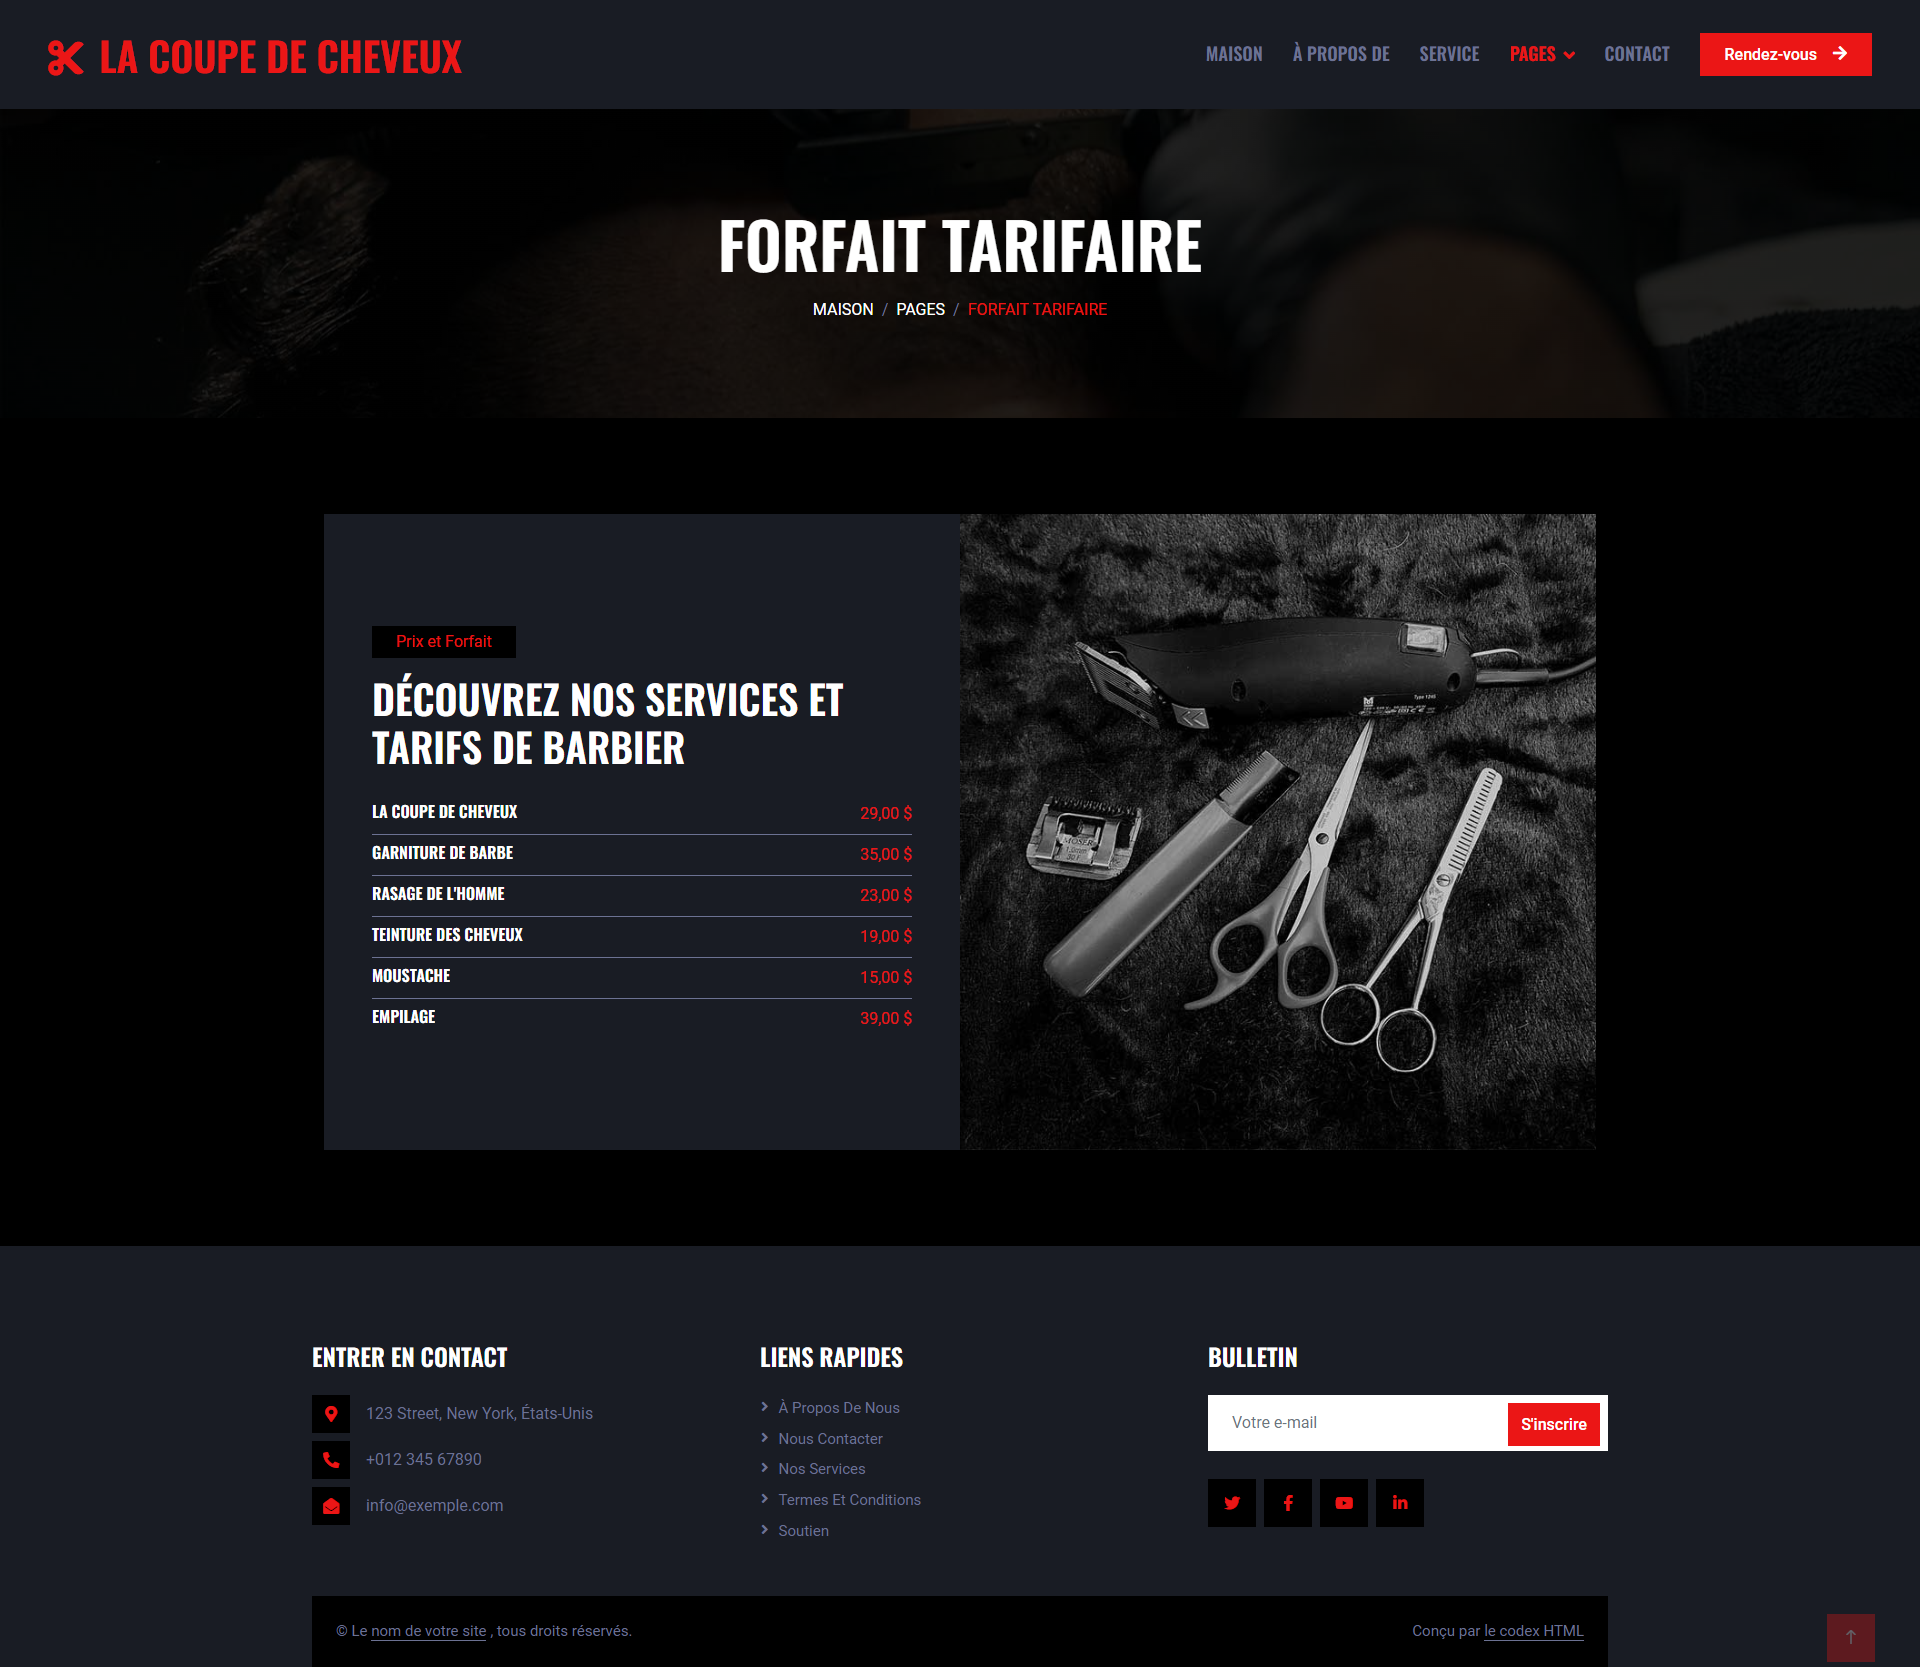 LA COUPE DE CHEVEUX
MAISON
À PROPOS DE
SERVICE
PAGES
CONTACT
Rendez-vous
FORFAIT TARIFAIRE
MAISON / PAGES / FORFAIT TARIFAIRE
Prix et Forfait
DÉCOUVREZ NOS SERVICES ET
TARIFS DE BARBIER
LA COUPE DE CHEVEUX 29,00 $
GARNITURE DE BARBE 35,00 $
RASAGE DE L'HOMME 23,00 $
TEINTURE DES CHEVEUX 19,00 $
MOUSTACHE 15,00 $
EMPILAGE 39,00 $
Type 1245
MOSER
ENTRER EN CONTACT
123 Street, New York, États-Unis
+012 345 67890
info@exemple.com
LIENS RAPIDES
À Propos De Nous
Nous Contacter
Nos Services
Termes Et Conditions
Soutien
BULLETIN
Votre e-mail
S'inscrire
© Le nom de votre site , tous droits réservés.
Conçu par le codex HTML